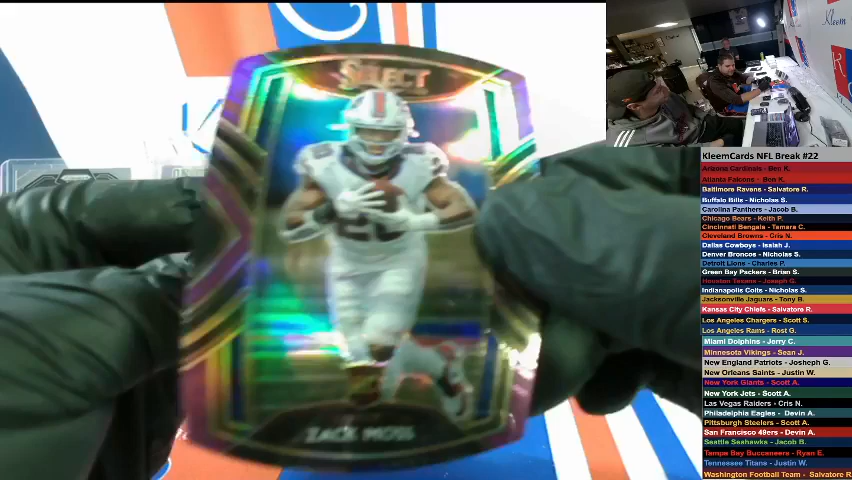 SELECT
20
ZACK MOSS
Kleem
KleemCards NFL Break #22
Arizona Cardinals - Ben K.
Atlanta Falcons - Ben K.
Baltimore Ravens - Salvatore R.
Buffalo Bills - Nicholas S.
Carolina Panthers - Jacob B.
Chicago Bears - Keith P.
Cincinnati Bengals - Tamara C.
Cleveland Browns - Cris N.
Dallas Cowboys - Isaiah J.
Denver Broncos - Nicholas S.
Detroit Lions - Charles P.
Green Bay Packers - Brian S.
Houston Texans - Joseph G.
Indianapolis Colts - Nicholas S.
Jacksonville Jaguars - Tony B.
Kansas City Chiefs - Salvatore R.
Los Angeles Chargers - Scott S.
Los Angeles Rams - Rost G.
Miami Dolphins - Jerry C.
Minnesota Vikings - Sean J.
New England Patriots - Josheph G.
New Orleans Saints - Justin W.
New York Giants - Scott A.
New York Jets - Scott A.
Las Vegas Raiders - Cris N.
Philadelphia Eagles - Devin A.
Pittsburg Steelers - Scott A.
San Francisco 49ers - Devin A.
Seattle Seahawks - Jacob B.
Tampa Bay Buccaneers - Ryan E.
Tennessee Titans - Justin W.
Washington Football Team - Salvatore R